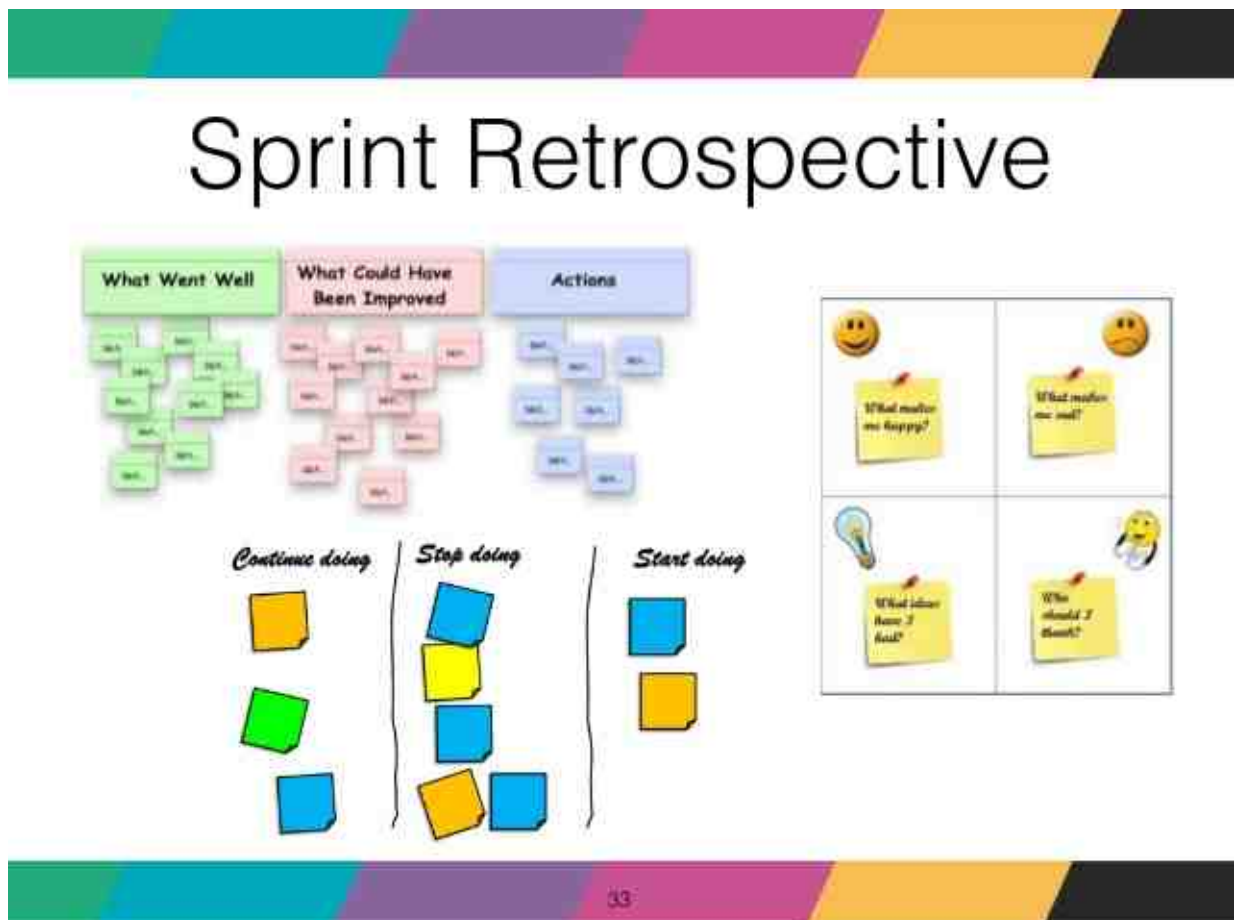 Sprint Retrospective
What Went Well
What Could Have
Been Improved
Actions
What makes
me happy?
What makes
me sad?
What ideas
have I
had?
Who
should I
thank?
Continue doing
Stop doing
Start doing
33